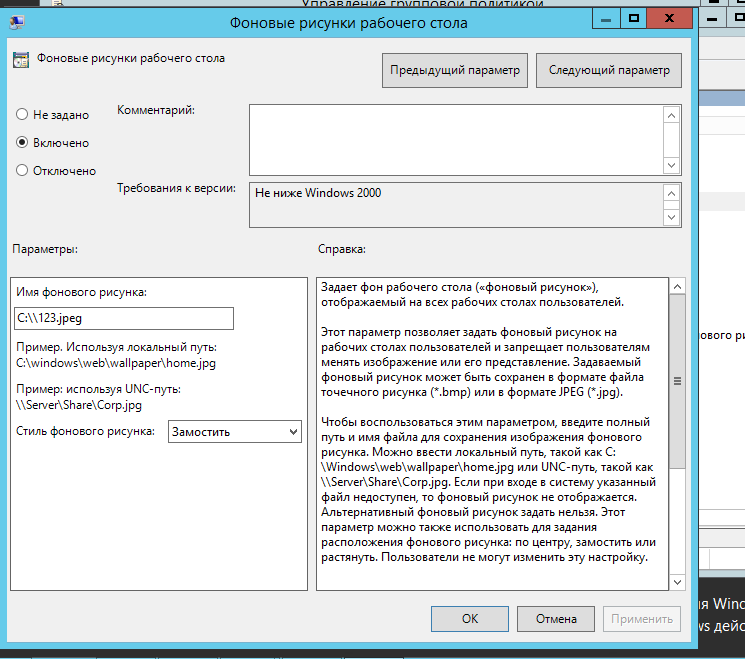 Управление групповой политикой
Фоновые рисунки рабочего стола
Фоновые рисунки рабочего стола
Предыдущий параметр
Следующий параметр
Не задано
Включено
Отключено
Комментарий:
Требования к версии:
Не ниже Windows 2000
Параметры:
Справка:
Имя фонового рисунка:
C:\\123.jpeg
Пример. Используя локальный путь:
C:\windows\web\wallpaper\home.jpg
Пример: используя UNC-путь:
\\Server\Share\Corp.jpg
Стиль фонового рисунка:
Замостить
Задает фон рабочего стола («фоновый рисунок»),
отображаемый на всех рабочих столах пользователей.
Этот параметр позволяет задать фоновый рисунок на
рабочих столах пользователей и запрещает пользователям
менять изображение или его представление. Задаваемый
фоновый рисунок может быть сохранен в формате файла
точечного рисунка (*.bmp) или в формате JPEG (*.jpg).
Чтобы воспользоваться этим параметром, введите полный
путь и имя файла для сохранения изображения фонового
рисунка. Можно ввести локальный путь, такой как C:
\Windows\web\wallpaper\home.jpg или UNC-путь, такой как
\\Server\Share\Corp.jpg. Если при входе в систему указанный
файл недоступен, то фоновый рисунок не отображается.
Альтернативный фоновый рисунок задать нельзя. Этот
параметр можно также использовать для задания
расположения фонового рисунка: по центру, замостить или
растянуть. Пользователи не могут изменить эту настройку.
ОК
Отмена
Применить